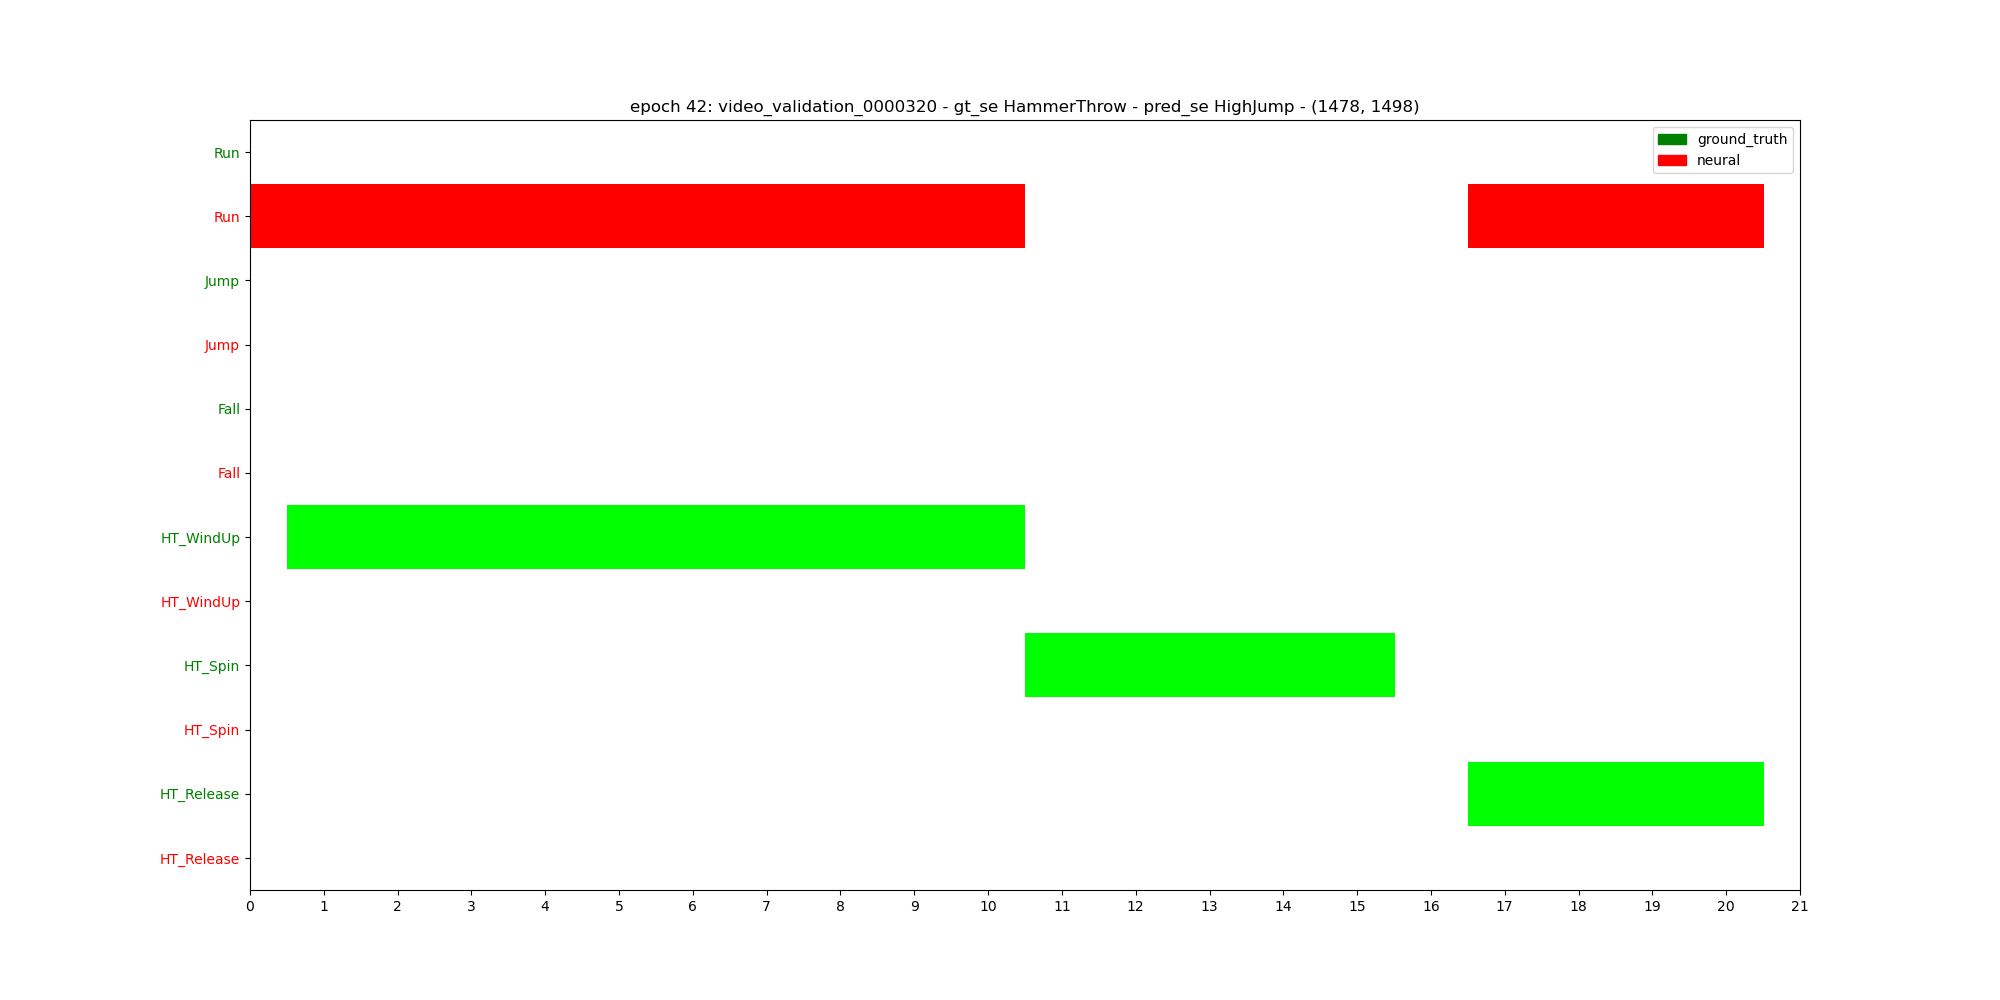 epoch 42: video_validation_0000320 - gt_se HammerThrow - pred_se HighJump - (1478, 1498)
ground_truth
neural
Run
Run
Jump
Jump
Fall
Fall
HT_WindUp
HT_WindUp
HT_Spin
HT_Spin
HT_Release
HT_Release
0 1 2 3 4 5 6 7 8 9 10 11 12 13 14 15 16 17 18 19 20 21